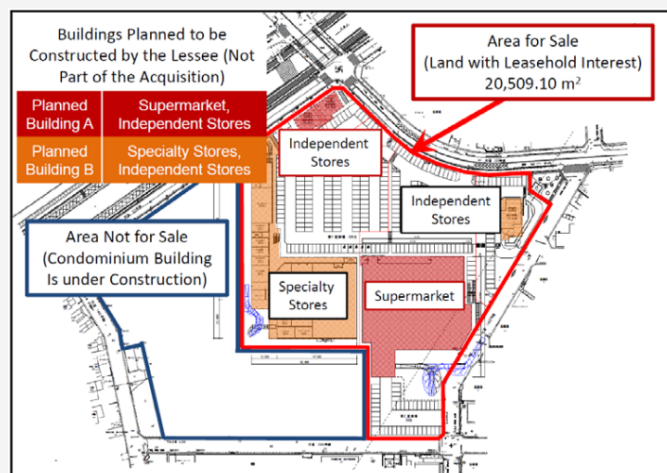 Buildings Planned to be
Constructed by the Lessee (Not
Part of the Acquisition)
Planned
Building A
Supermarket,
Independent Stores
Planned
Building B
Specialty Stores,
Independent Stores
Area for Sale
(Land with Leasehold Interest)
20,509.10 m²
Independent
Stores
Independent
Stores
Area Not for Sale
(Condominium Building
Is under Construction)
Specialty
Stores
Supermarket